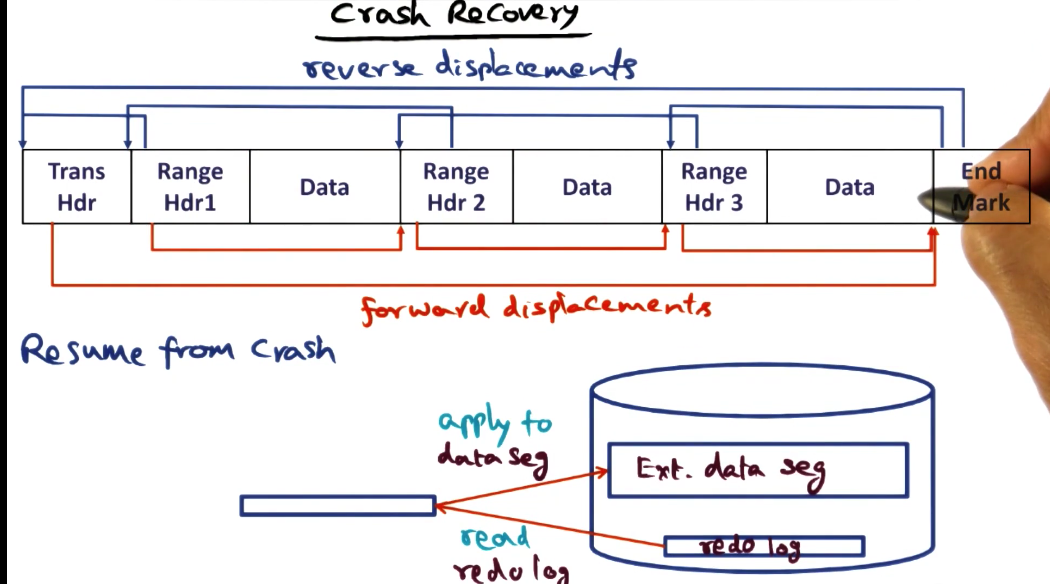 Crash Recovery
reverse displacements
Trans
Hdr
Range
Hdr1
Data
Range
Hdr 2
Data
Range
Hdr 3
Data
End
Mark
forward displacements
Resume from Crash
apply to
data seg
Ext. data seg
read
redo log
redo log